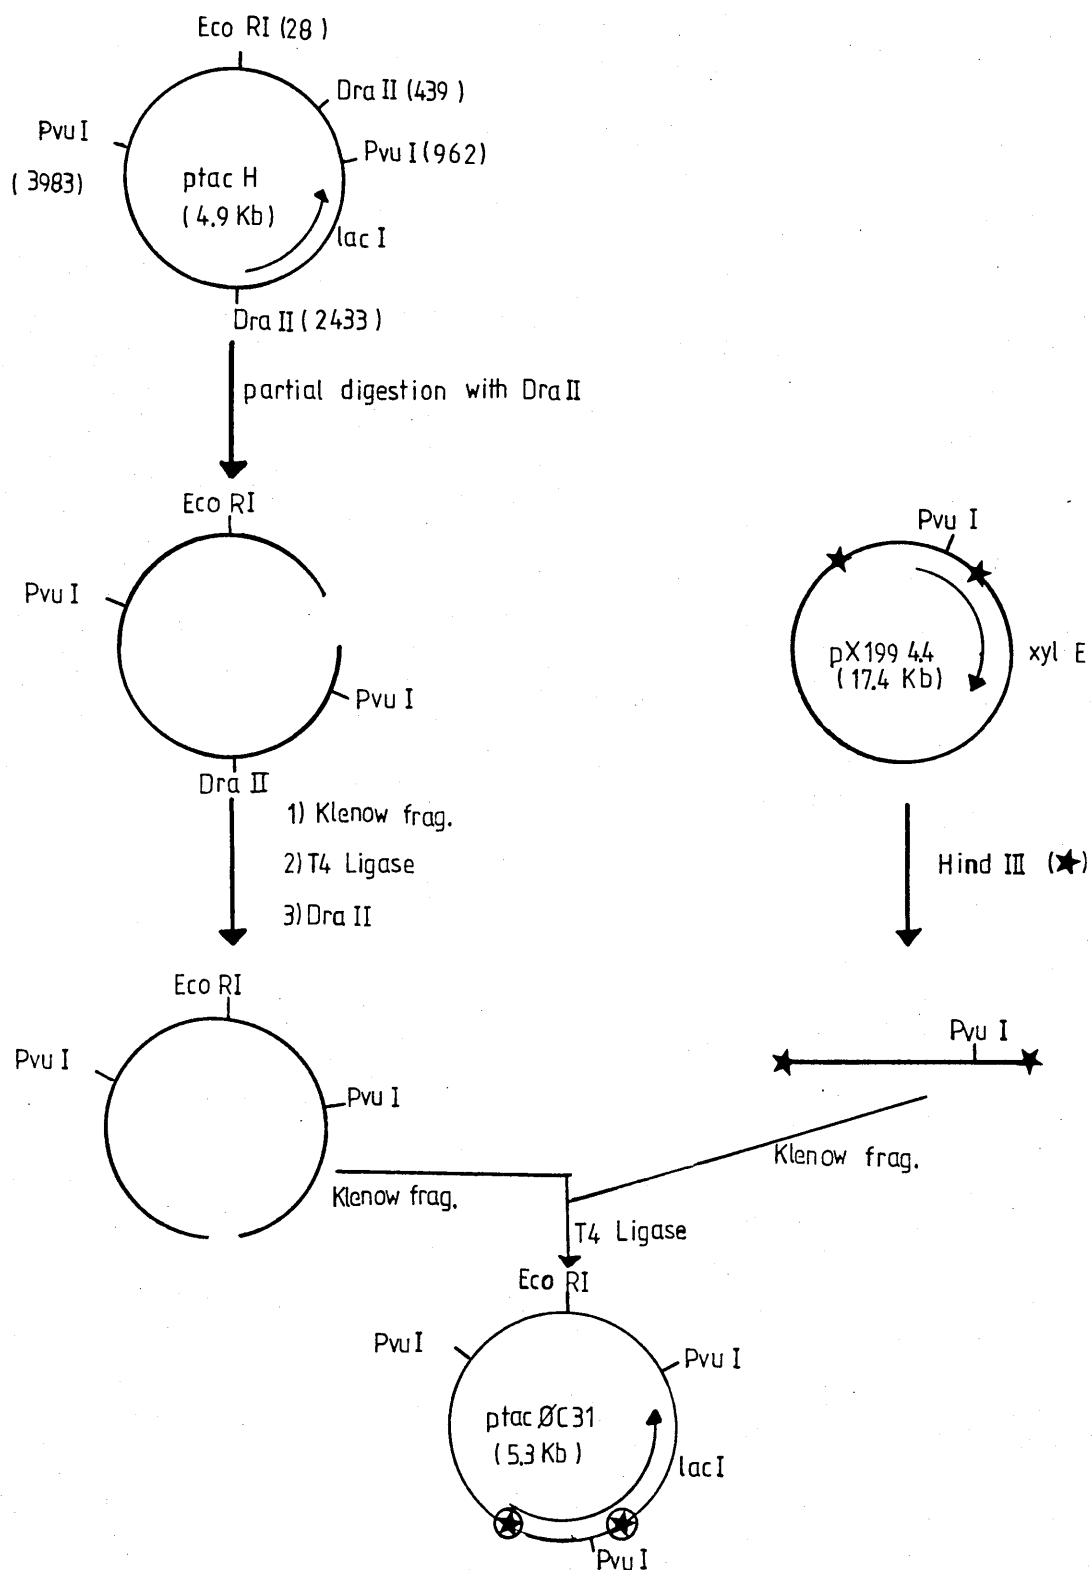 Eco RI (28)
Dra II (439)
Pvu I
(3983)
Pvu I (962)
ptac H
(4.9 Kb)
lac I
Dra II (2433)
partial digestion with Dra II
Eco RI
Pvu I
Pvu I
Dra II
1) Klenow frag.
2) T4 Ligase
3) Dra II
Pvu I
pX199 4.4
(17.4 Kb)
xyl E
Hind III (★)
Eco RI
Pvu I
Pvu I
Pvu I
Klenow frag.
Klenow frag.
T4 Ligase
Eco RI
Pvu I
Pvu I
ptac ØC31
(5.3 Kb)
lac I
Pvu I